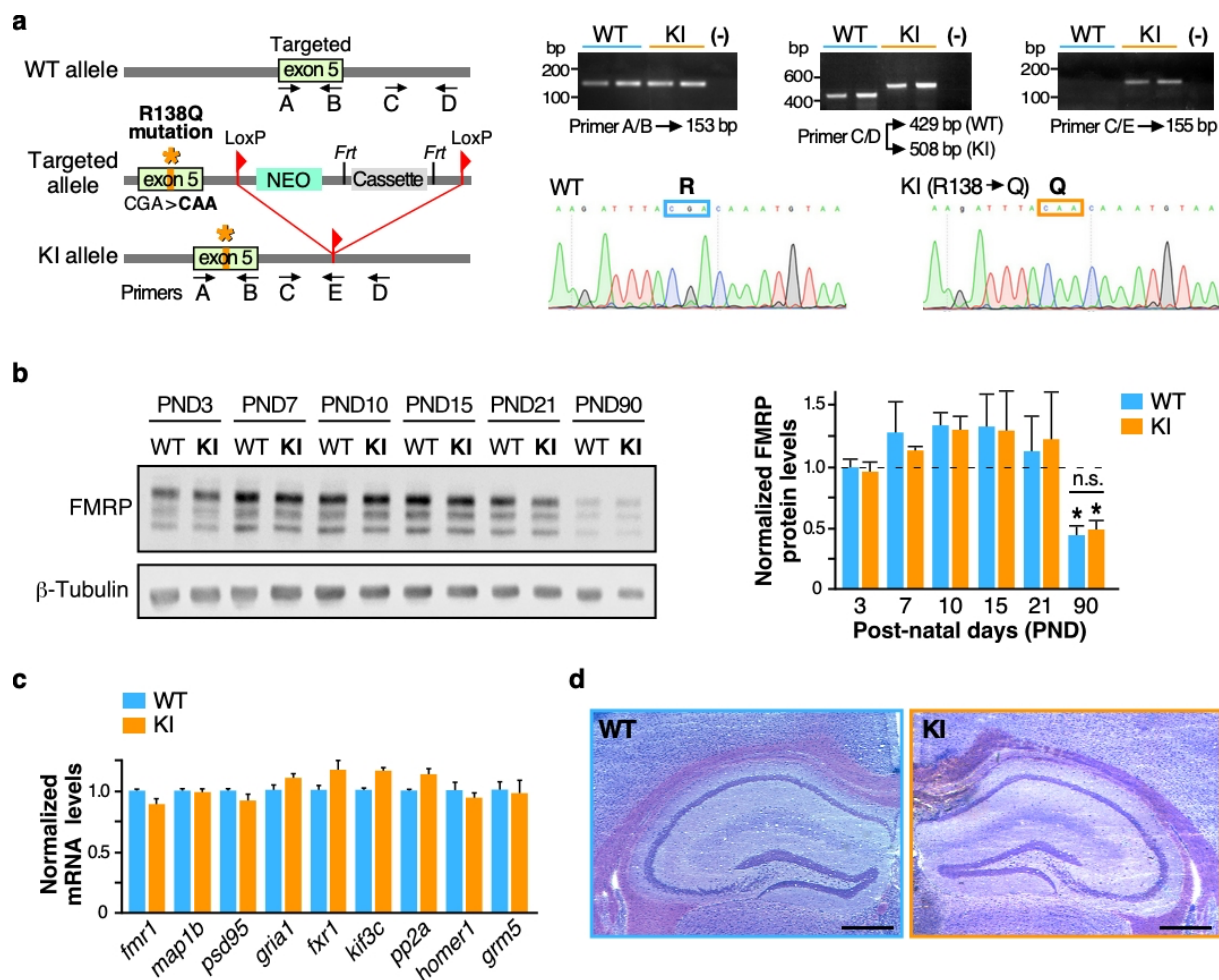 a
WT allele
Targeted
exon 5
A B C D
R138Q
mutation
LoxP
Frt
Frt
LoxP
Targeted
allele
exon 5
NEO
Cassette
CGA>CAA
KI allele
exon 5
Primers A B C E D
WT KI (-)
bp
200
100
Primer A/B 153 bp
WT KI (-)
bp
600
400
Primer C/D
429 bp (WT)
508 bp (KI)
WT KI (-)
bp
200
100
Primer C/E 155 bp
WT R
A A G A T T T A C G A C A A A T G T A A
KI (R138 Q) Q
A A g A T T T A C A A C A A A T G T A A
b
PND3 PND7 PND10 PND15 PND21 PND90
WT KI WT KI WT KI WT KI WT KI WT KI
FMRP
β-Tubulin
Normalized FMRP
protein levels
1.5
1.0
0.5
0
WT
KI
n.s.
* *
3 7 10 15 21 90
Post-natal days (PND)
c
WT
KI
Normalized
mRNA levels
1.0
0.5
0
fmr1 map1b psd95 gria1 fxr1 kif3c pp2a homer1 grm5
d
WT
KI